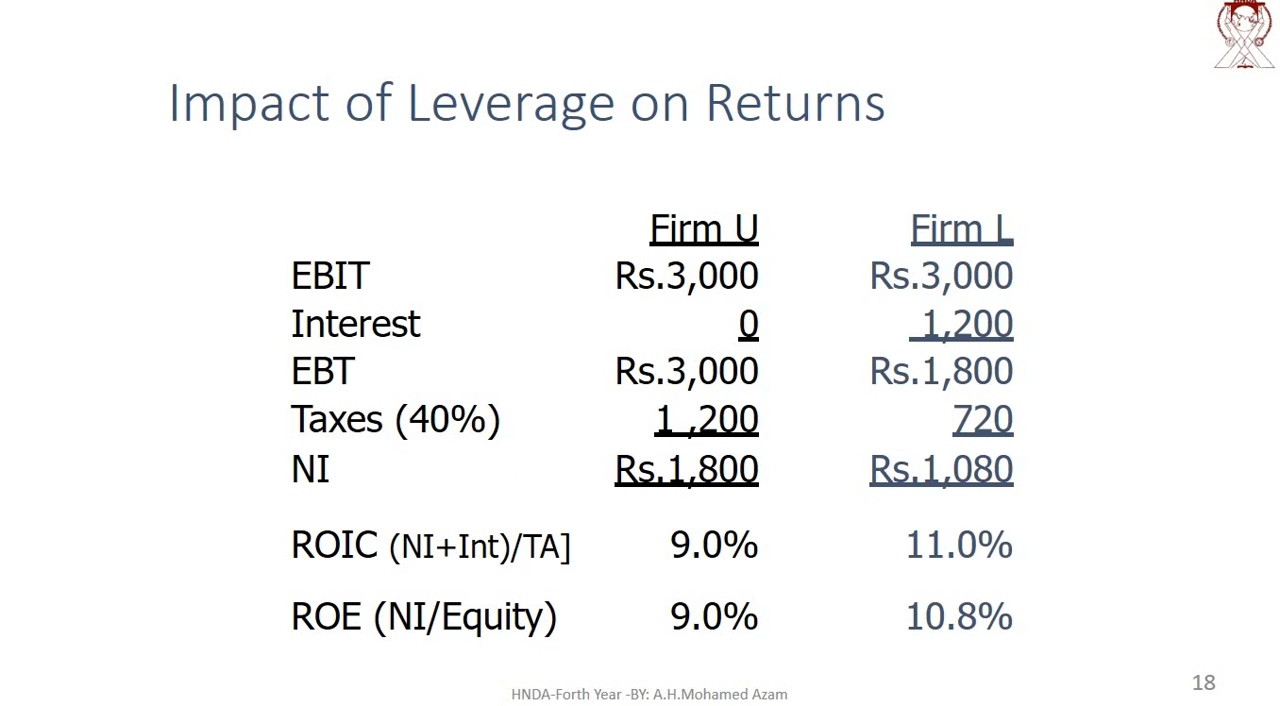 Impact of Leverage on Returns
Firm U Firm L
EBIT Rs.3,000 Rs.3,000
Interest 0 1,200
EBT Rs.3,000 Rs.1,800
Taxes (40%) 1 ,200 720
NI Rs.1,800 Rs.1,080
ROIC (NI+Int)/TA] 9.0% 11.0%
ROE (NI/Equity) 9.0% 10.8%
HNDA-Forth Year -BY: A.H.Mohamed Azam
18